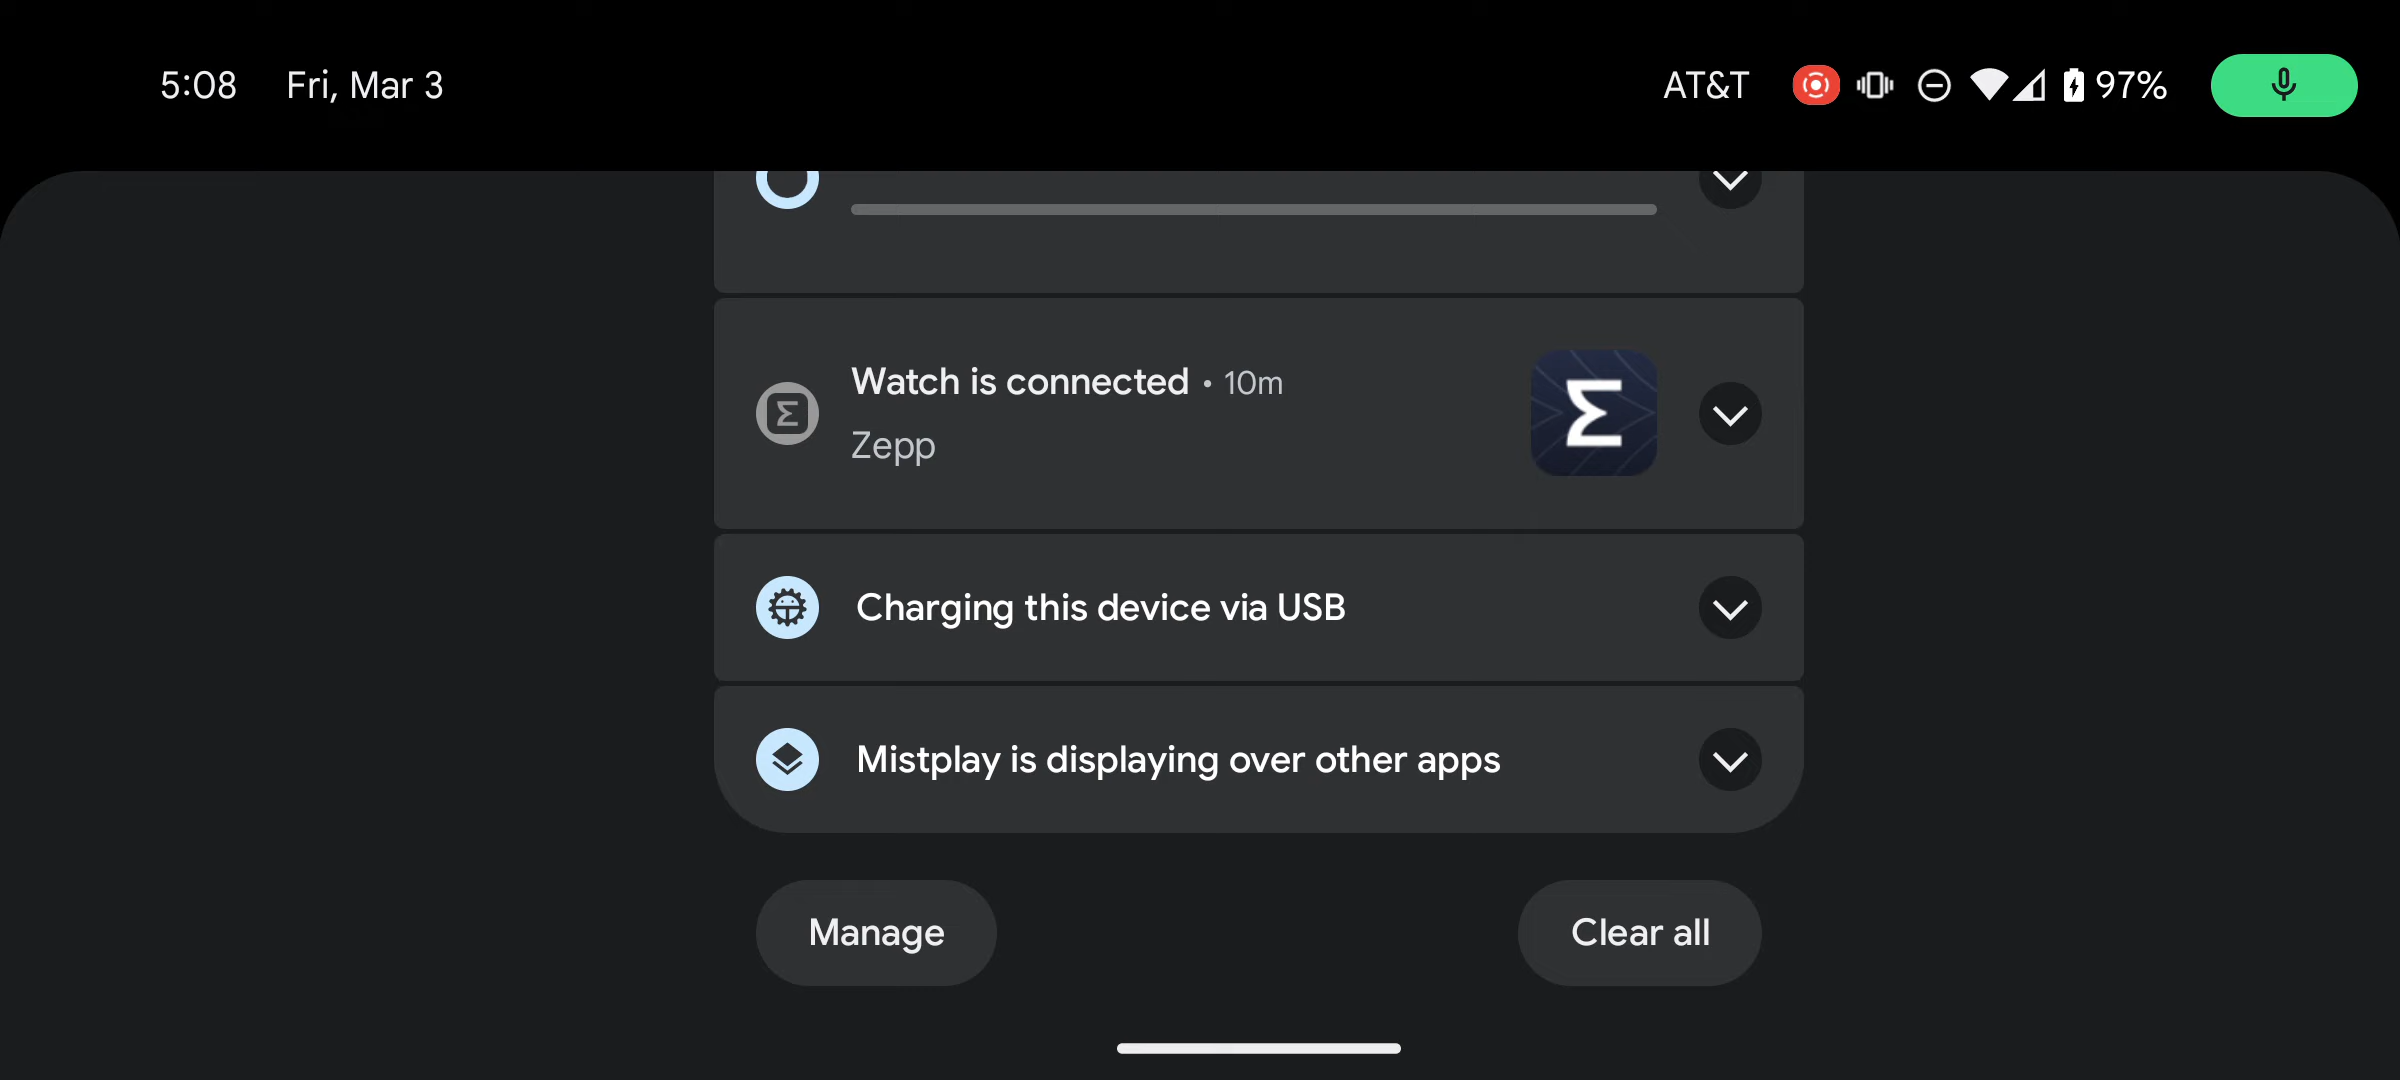 5:08 Fri, Mar 3 AT&T 97%
Watch is connected • 10m
Zepp
Charging this device via USB
Mistplay is displaying over other apps
Manage Clear all